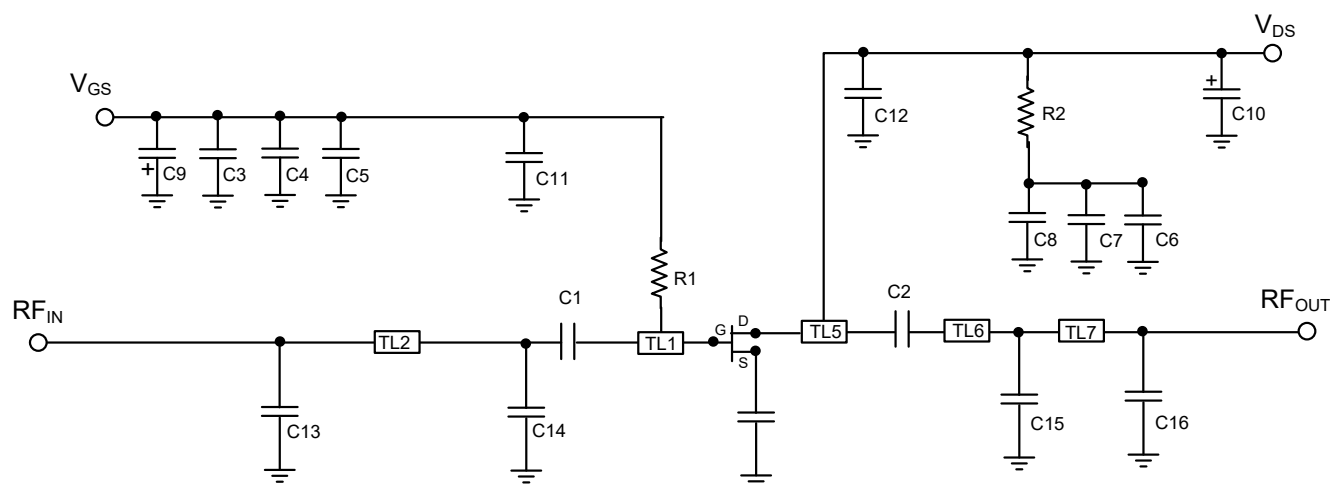 V_DS
C12
R2
+
C10
V_GS
+
C9
C3
C4
C5
C11
C8
C7
C6
R1
RF_IN
C1
C2
RF_OUT
TL2
TL1
G
D
S
TL5
TL6
TL7
C13
C14
C15
C16